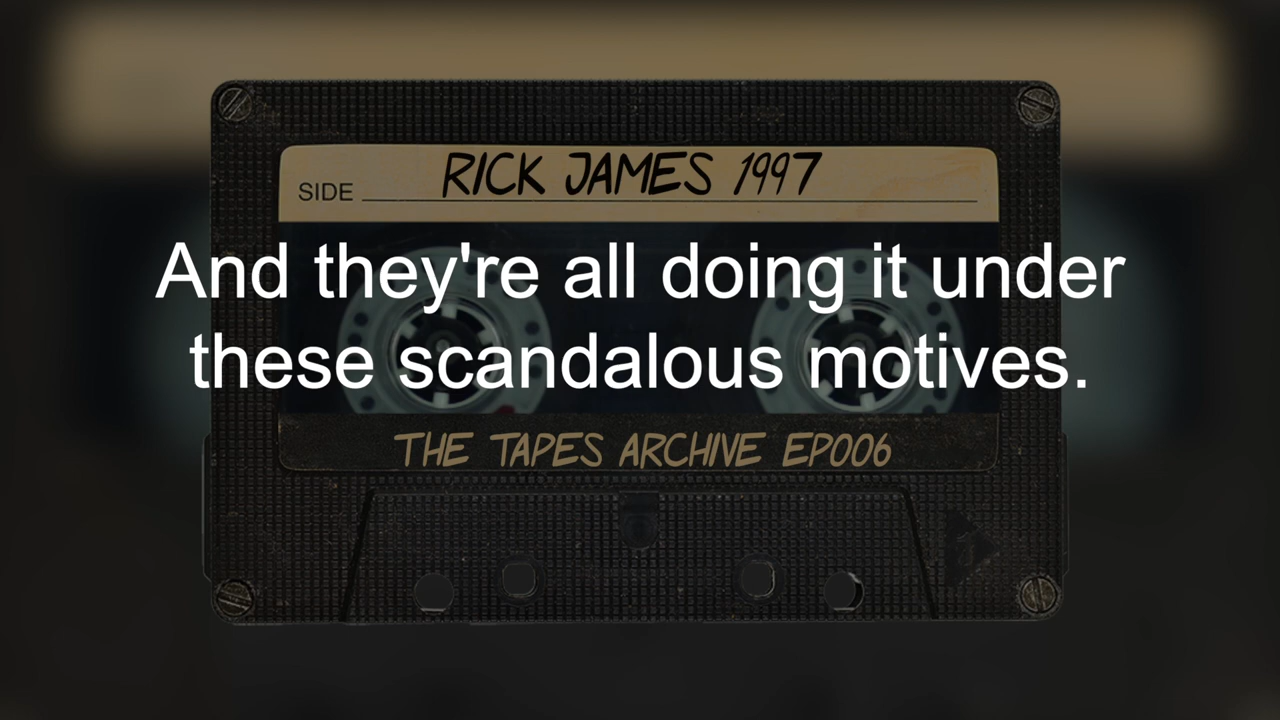 RICK JAMES 1997
SIDE
And they're all doing it under
these scandalous motives.
THE TAPES ARCHIVE EP006